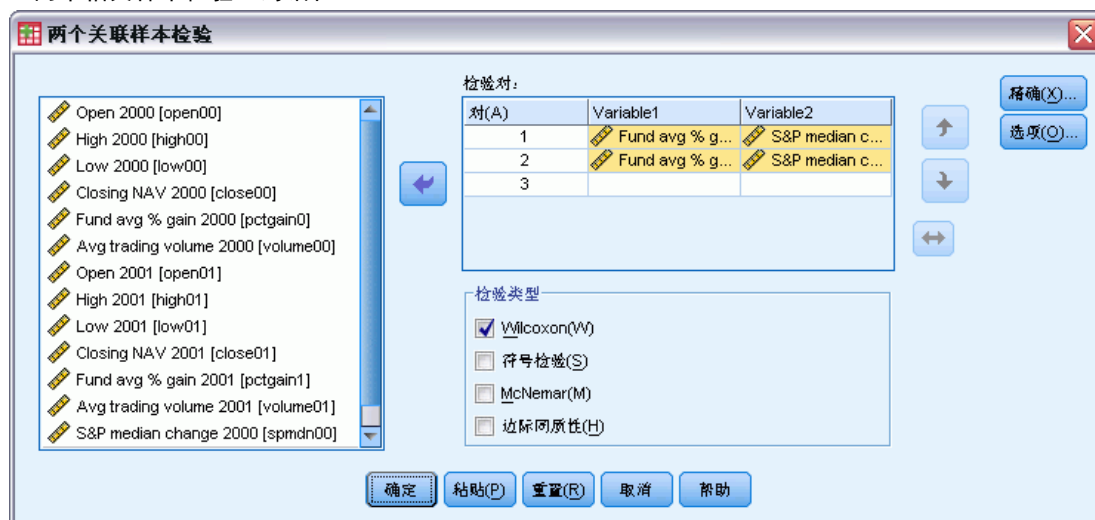 两个关联样本检验
检验对：
Open 2000 [open00]
High 2000 [high00]
Low 2000 [low00]
Closing NAV 2000 [close00]
Fund avg % gain 2000 [pctgain0]
Avg trading volume 2000 [volume00]
Open 2001 [open01]
High 2001 [high01]
Low 2001 [low01]
Closing NAV 2001 [close01]
Fund avg % gain 2001 [pctgain1]
Avg trading volume 2001 [volume01]
S&P median change 2000 [spmdn00]
对(A) Variable1 Variable2
1 Fund avg % g... S&P median c...
2 Fund avg % g... S&P median c...
3
精确(X)...
选项(O)...
检验类型
Wilcoxon(W)
符号检验(S)
McNemar(M)
边际同质性(H)
确定 粘贴(P) 重置(R) 取消 帮助